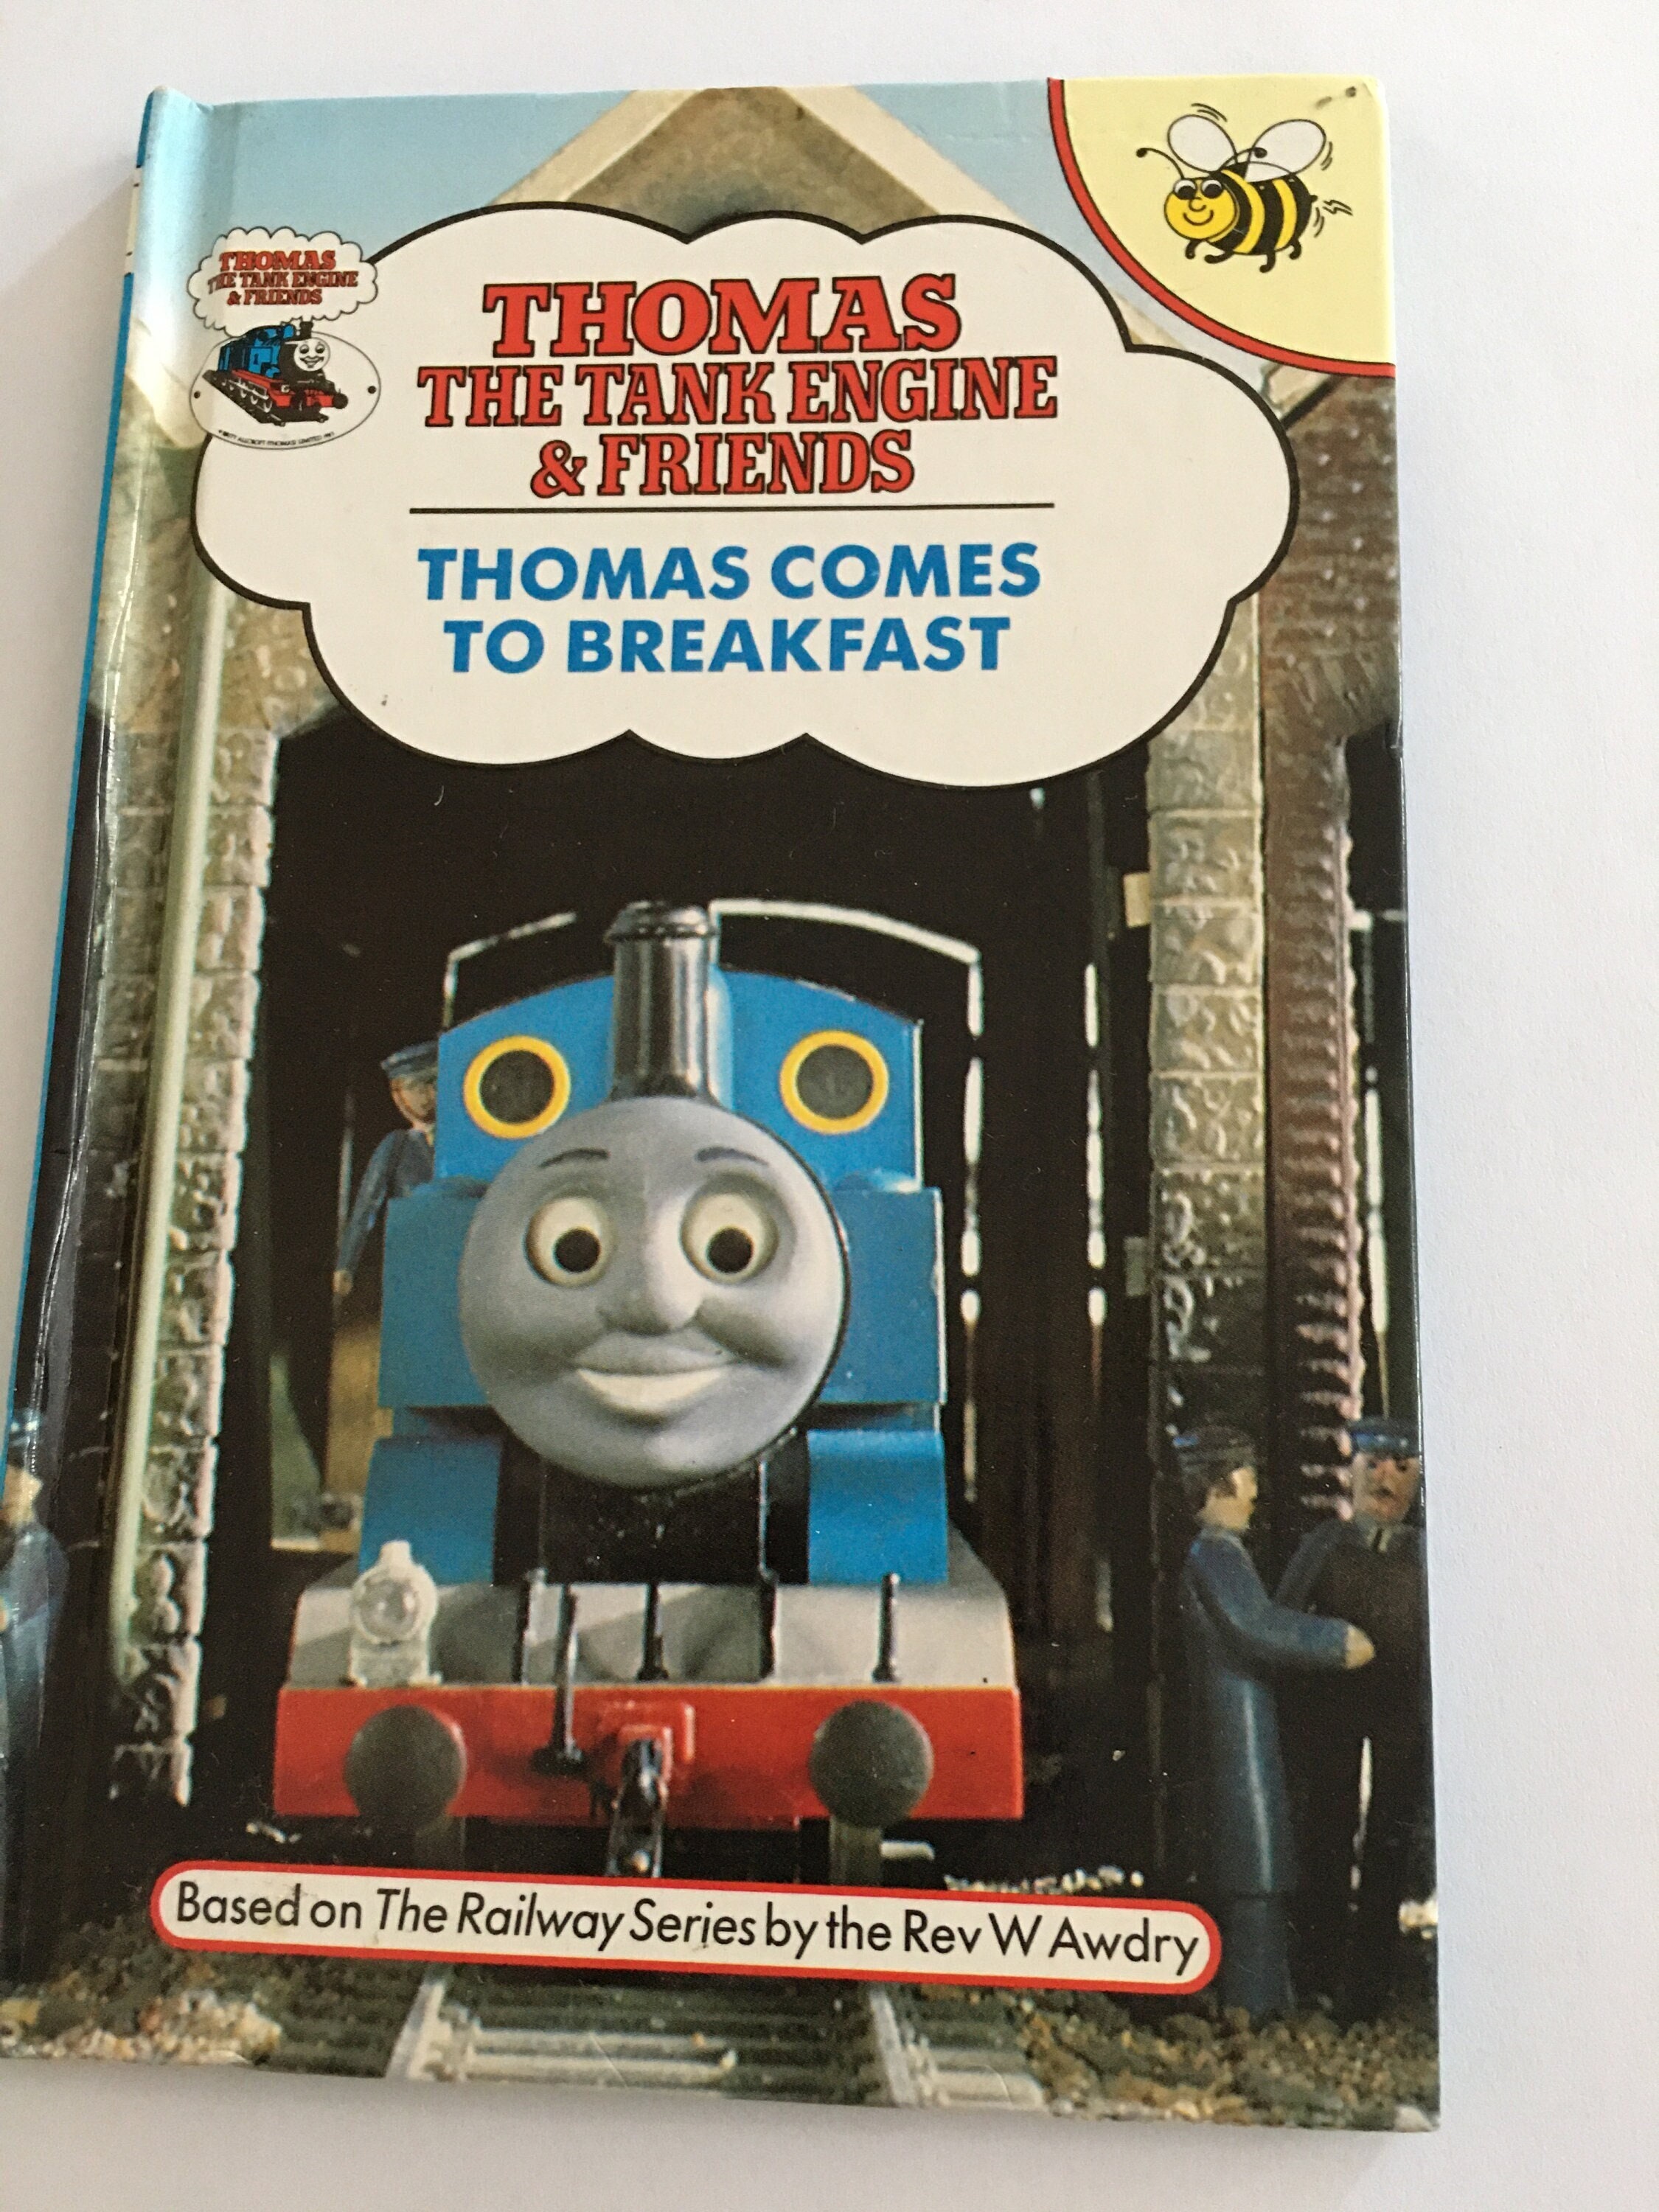 THOMAS
THE TANK ENGINE
& FRIENDS
THOMAS
THE TANK ENGINE
& FRIENDS
THOMAS COMES
TO BREAKFAST
Based on The Railway Series by the Rev W Awdry